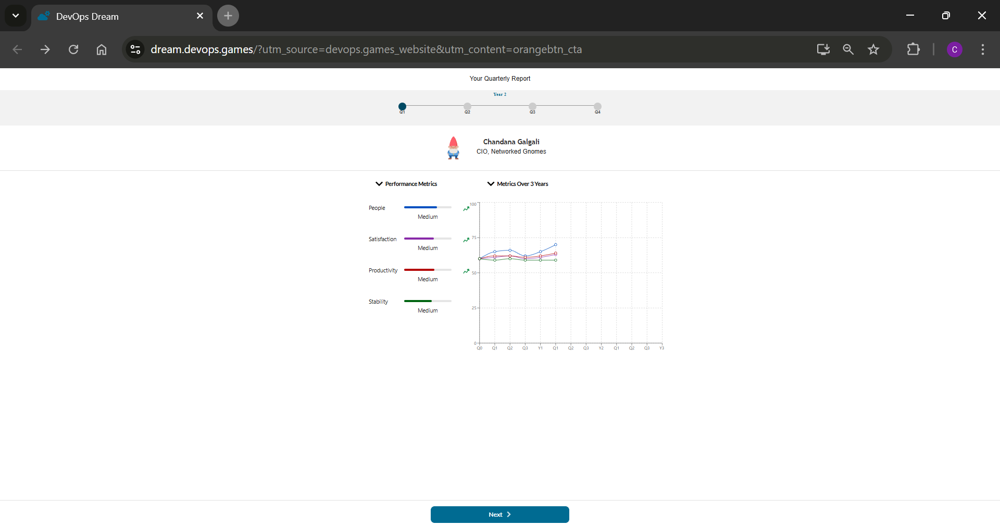 DevOps Dream
dream.devops.games/?utm_source=devops.games_website&utm_content=orangebtn_cta
C
Your Quarterly Report
Year 2
Q1 Q2 Q3 Q4
Chandana Galgali
CIO, Networked Gnomes
Performance Metrics
People
Medium
Satisfaction
Medium
Productivity
Medium
Stability
Medium
Metrics Over 3 Years
100
75
50
25
0
Q0 Q1 Q2 Q3 Y1 Q1 Q2 Q3 Y2 Q1 Q2 Q3 Y3
Next